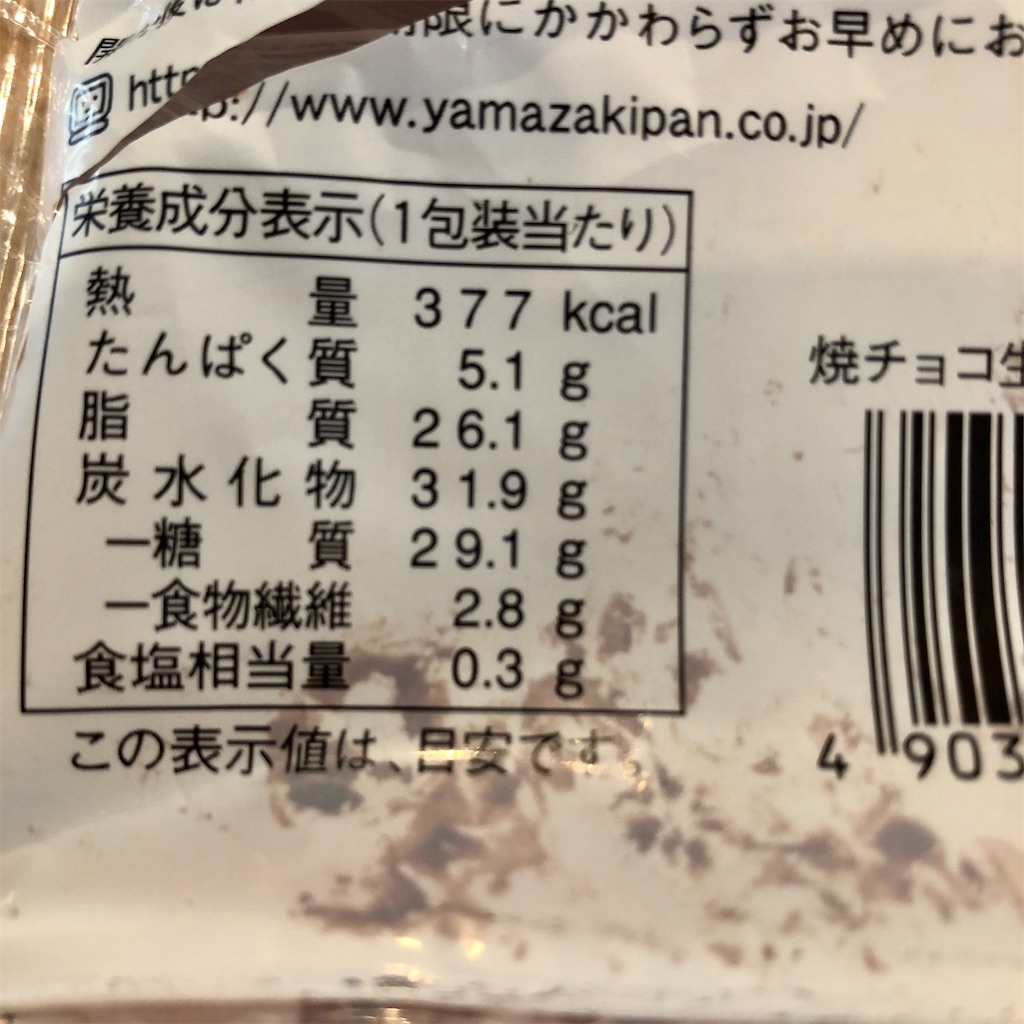 限にかかわらずお早めにお
http://www.yamazakipan.co.jp/
栄養成分表示(1包装当たり)
熱量 377 kcal
たんぱく質 5.1 g
脂質 26.1 g
炭水化物 31.9 g
ー糖質 29.1 g
ー食物繊維 2.8 g
食塩相当量 0.3 g
この表示値は、目安です。
焼チョコ生
4 903